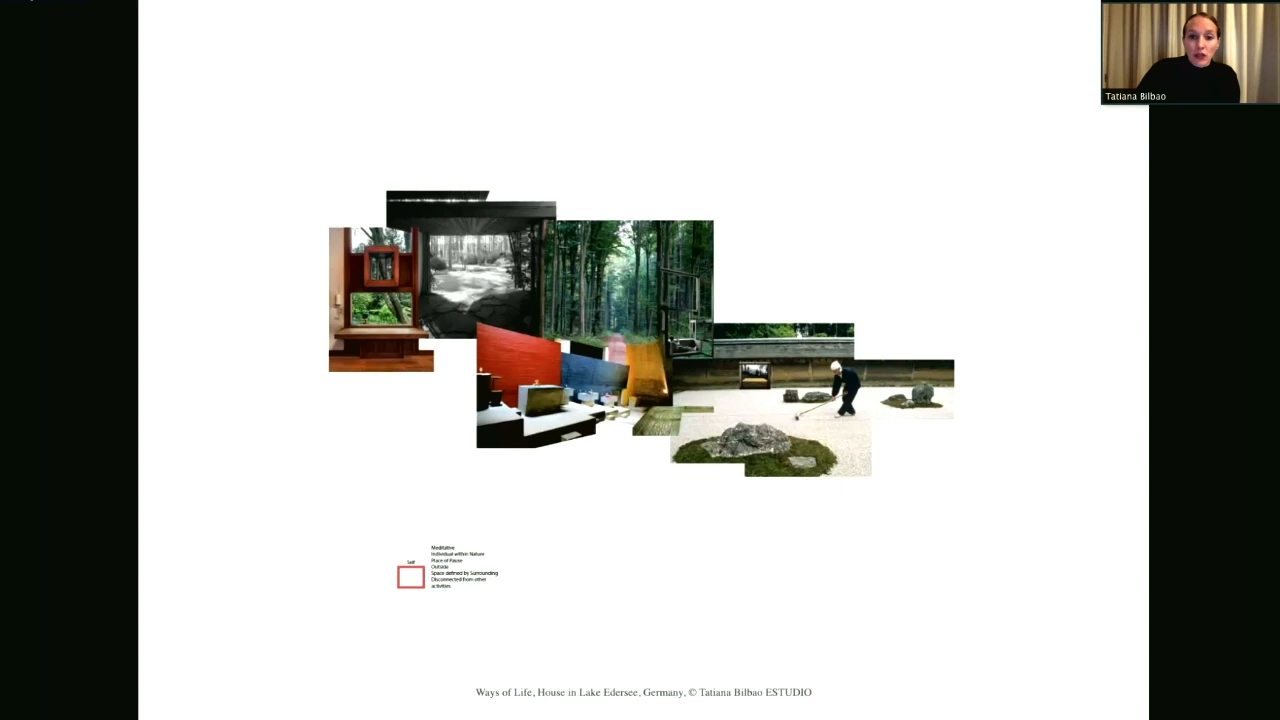 Tatiana Bilbao
Self
Meditative
Individual within Nature
Place of Pause
Outside
Space defined by Surrounding
Disconnected from other
activities
Ways of Life, House in Lake Edersee, Germany, © Tatiana Bilbao ESTUDIO